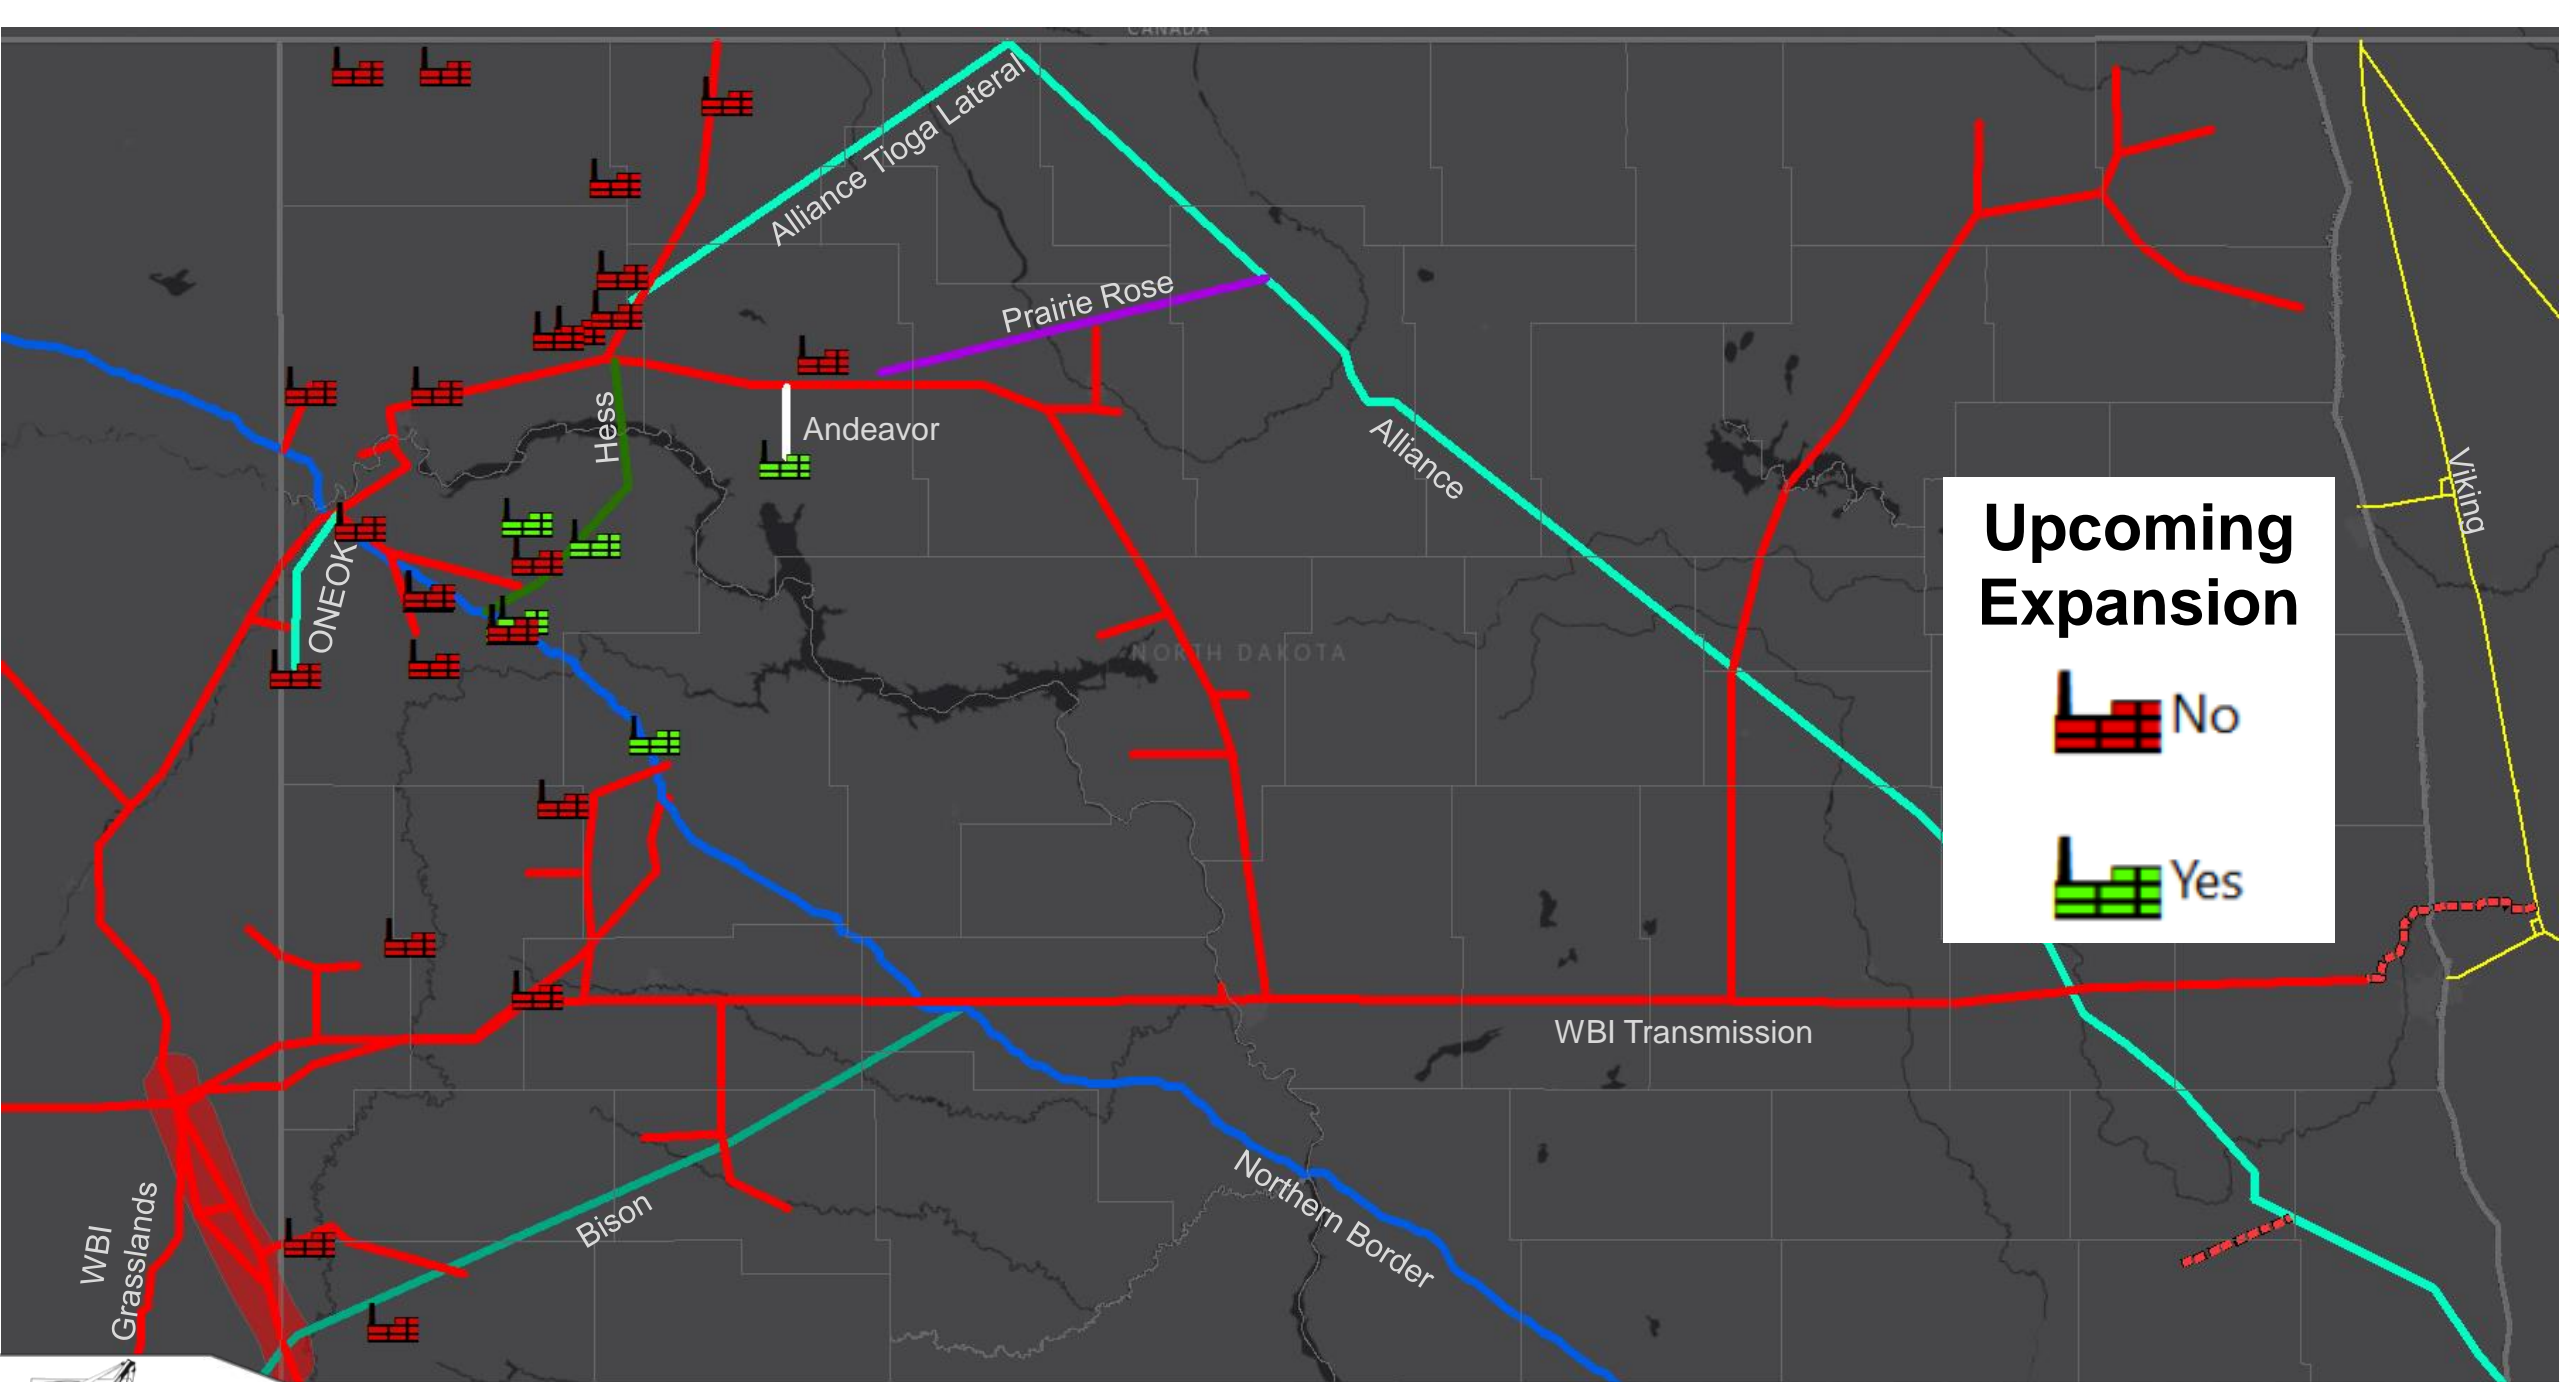 CANADA
Alliance Tioga Lateral
Prairie Rose
Hess
Andeavor
Alliance
Viking
Upcoming
Expansion
ONEOK
NORTH DAKOTA
No
Yes
WBI Transmission
Bison
Northern Border
WBI
Grasslands